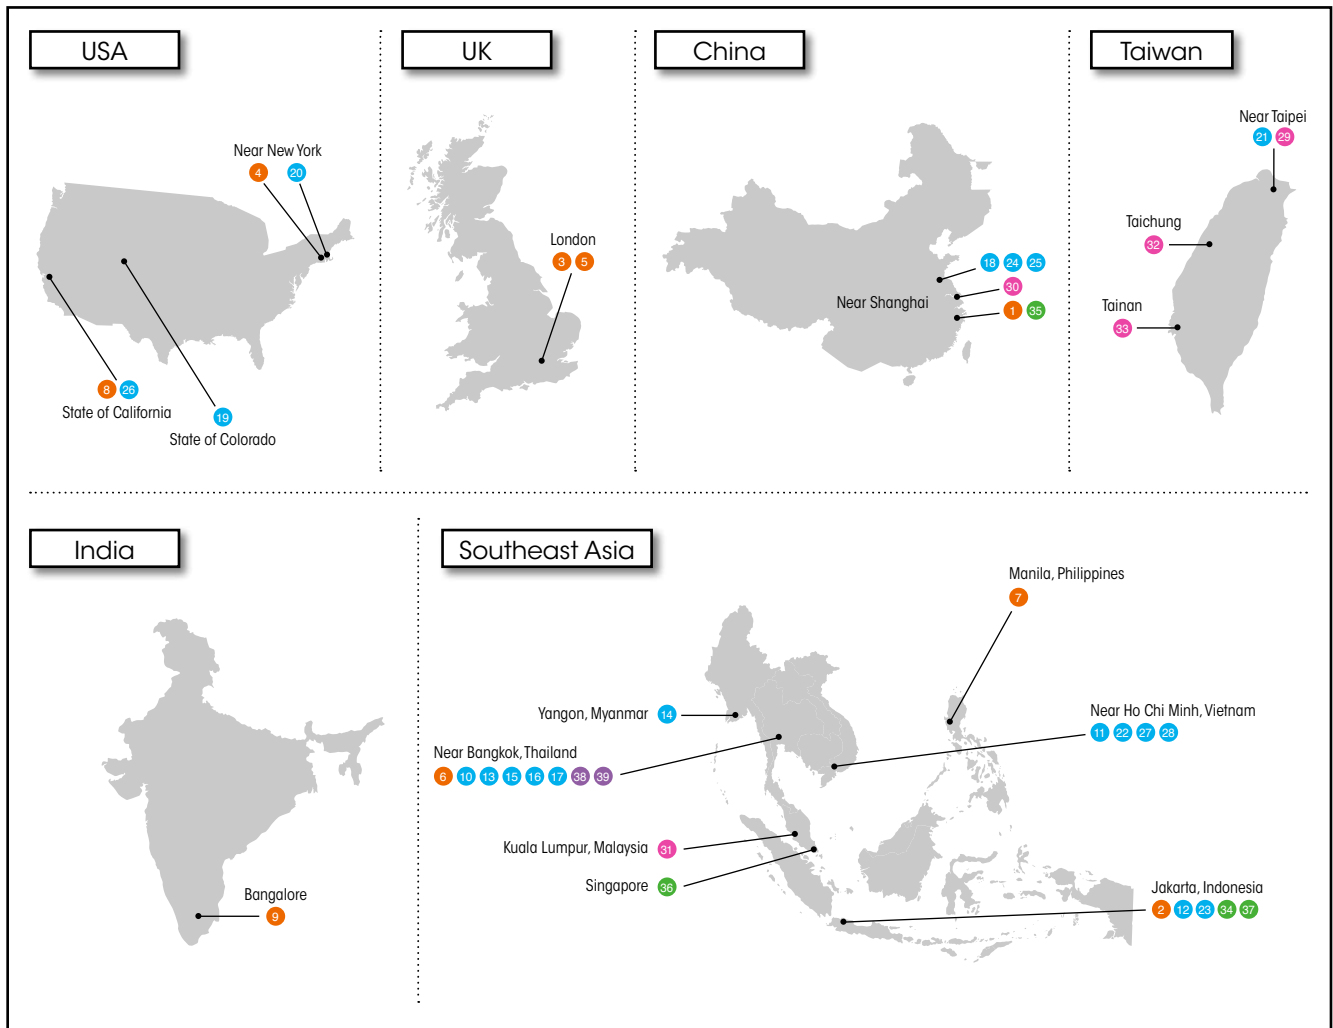 USA
UK
China
Taiwan
Near New York
4 20
8 26
State of California
19
State of Colorado
London
3 5
18 24 25
30
Near Shanghai
1 35
Near Taipei
21 29
Taichung
32
Tainan
33
India
Southeast Asia
Bangalore
9
Manila, Philippines
7
Yangon, Myanmar 14
Near Ho Chi Minh, Vietnam
11 22 27 28
Near Bangkok, Thailand
6 10 13 15 16 17 38 39
Kuala Lumpur, Malaysia 31
Singapore 36
Jakarta, Indonesia
2 12 23 34 37